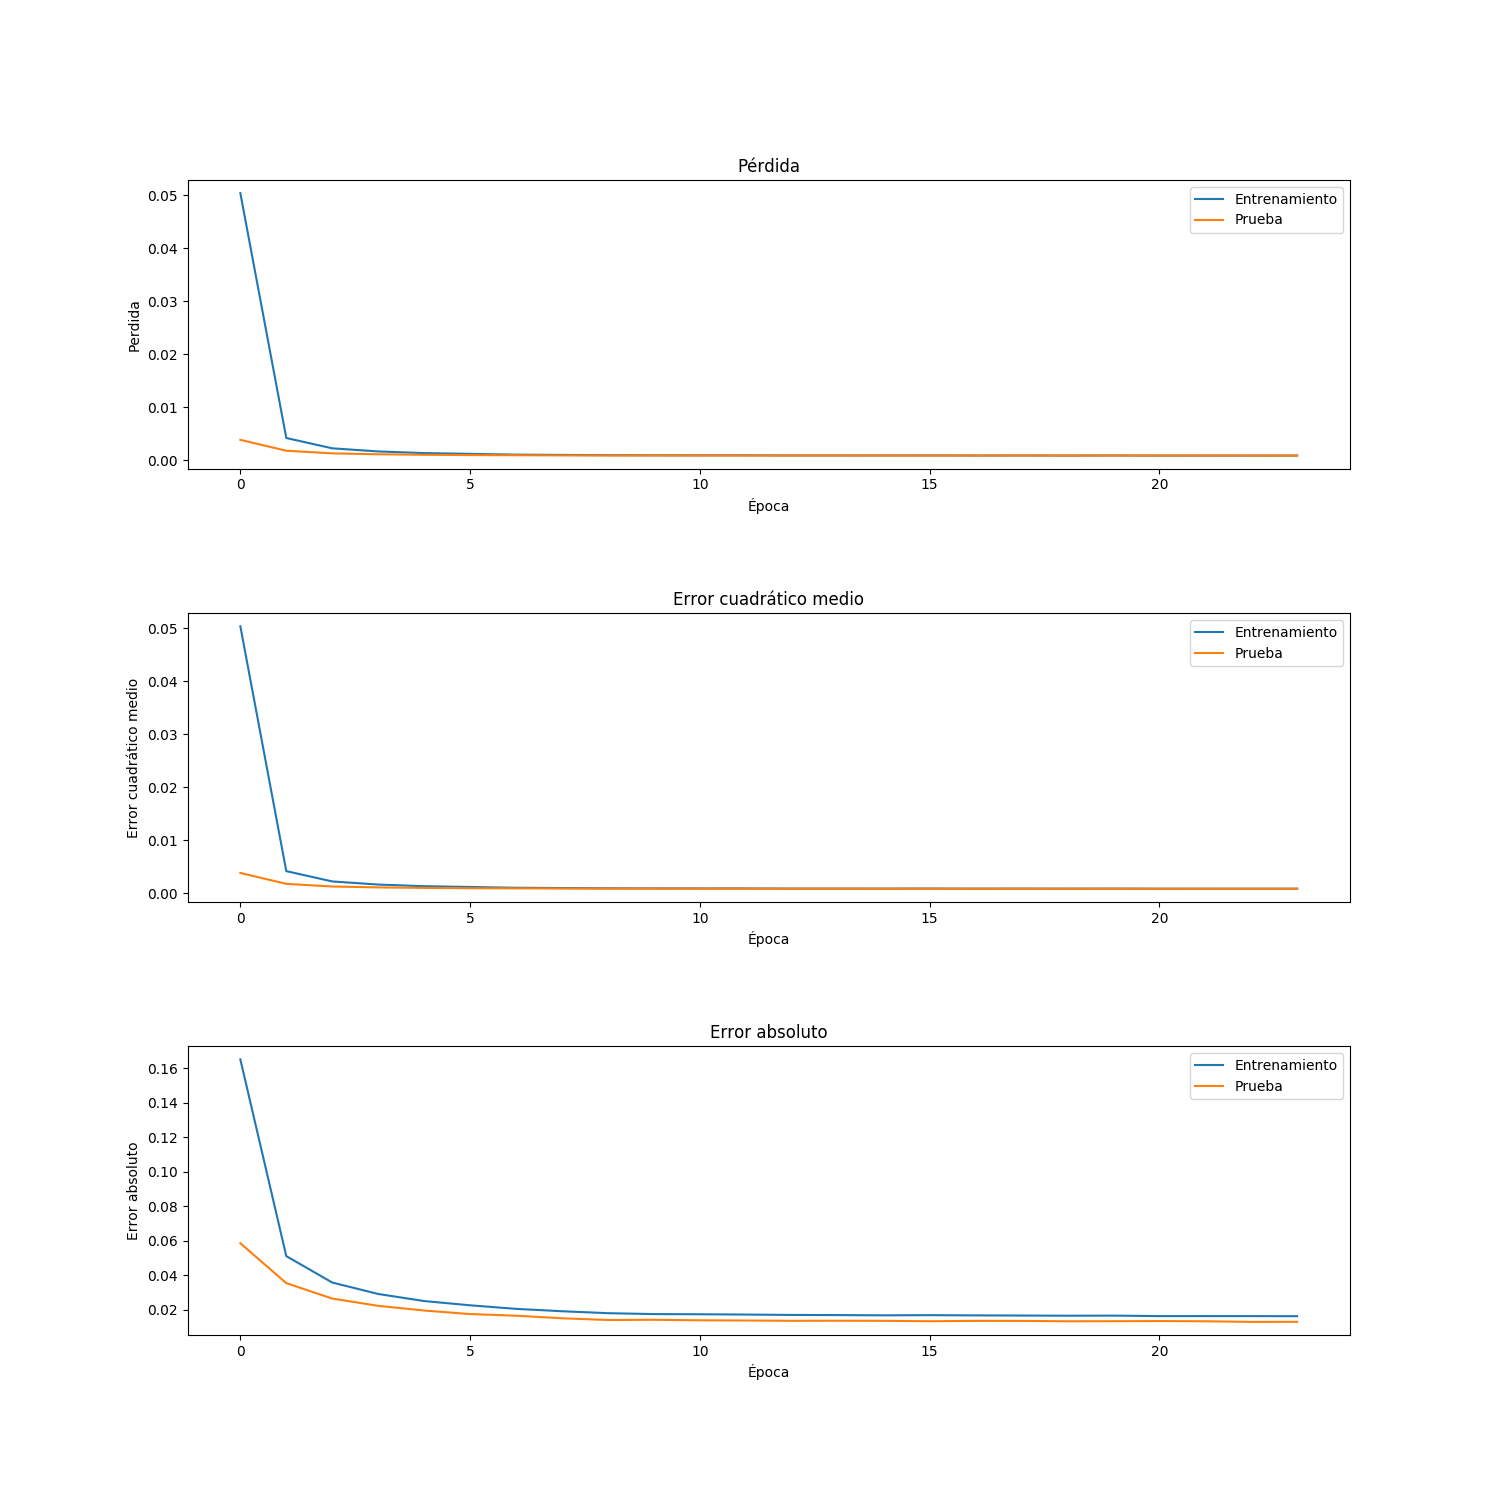 Pérdida
0.05
0.04
0.03
0.02
0.01
0.00
Perdida
Entrenamiento
Prueba
0 5 10 15 20
Época
Error cuadrático medio
0.05
0.04
0.03
0.02
0.01
0.00
Error cuadrático medio
Entrenamiento
Prueba
0 5 10 15 20
Época
Error absoluto
0.16
0.14
0.12
0.10
0.08
0.06
0.04
0.02
Error absoluto
Entrenamiento
Prueba
0 5 10 15 20
Época